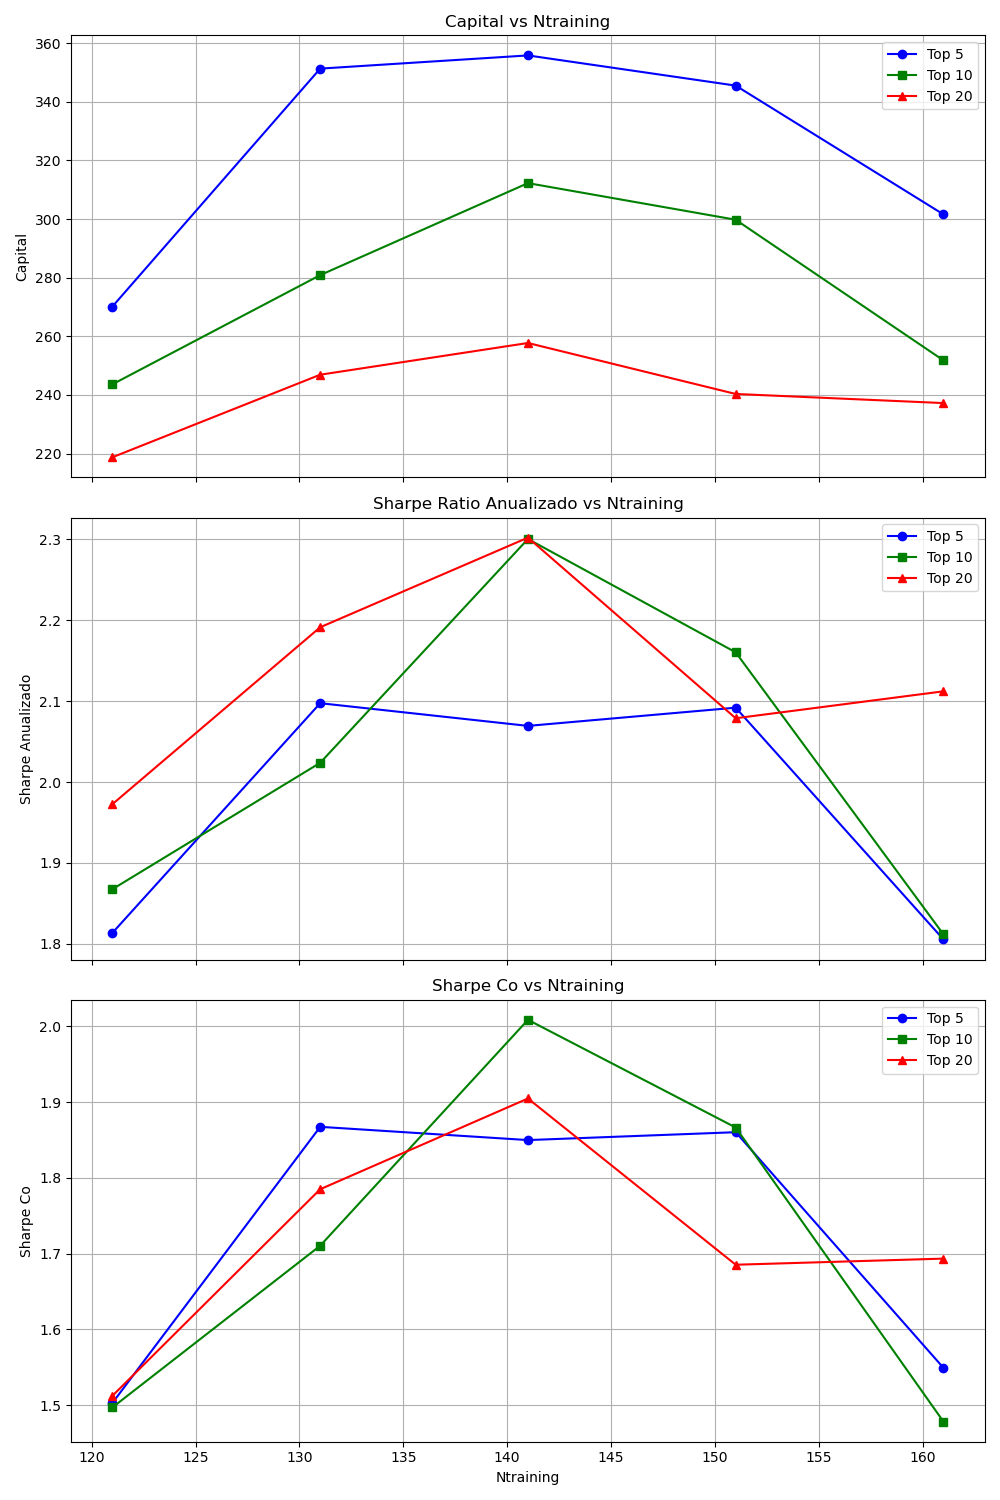 Capital vs Ntraining
360
340
320
300
280
260
240
220
Capital
Top 5
Top 10
Top 20
Sharpe Ratio Anualizado vs Ntraining
2.3
2.2
2.1
2.0
1.9
1.8
Sharpe Anualizado
Top 5
Top 10
Top 20
Sharpe Co vs Ntraining
2.0
1.9
1.8
1.7
1.6
1.5
Sharpe Co
Top 5
Top 10
Top 20
120 125 130 135 140 145 150 155 160
Ntraining